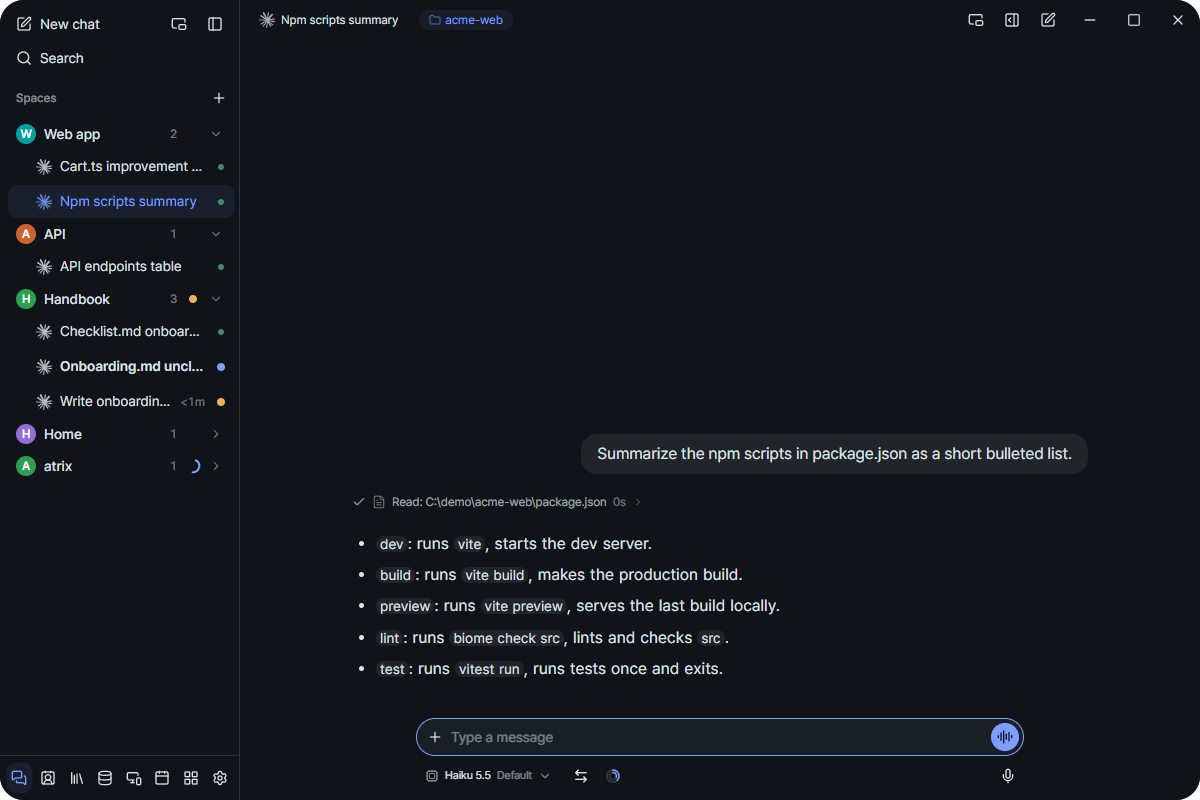 New chat
Search
Spaces
W Web app 2
Cart.ts improvement ...
Npm scripts summary
A API 1
API endpoints table
H Handbook 3
Checklist.md onboar...
Onboarding.md uncl...
Write onboardin... <1m
H Home 1
A atrix 1
Npm scripts summary acme-web
Summarize the npm scripts in package.json as a short bulleted list.
Read: C:\demo\acme-web\package.json 0s
• dev: runs vite, starts the dev server.
• build: runs vite build, makes the production build.
• preview: runs vite preview, serves the last build locally.
• lint: runs biome check src, lints and checks src.
• test: runs vitest run, runs tests once and exits.
Type a message
Haiku 5.5 Default